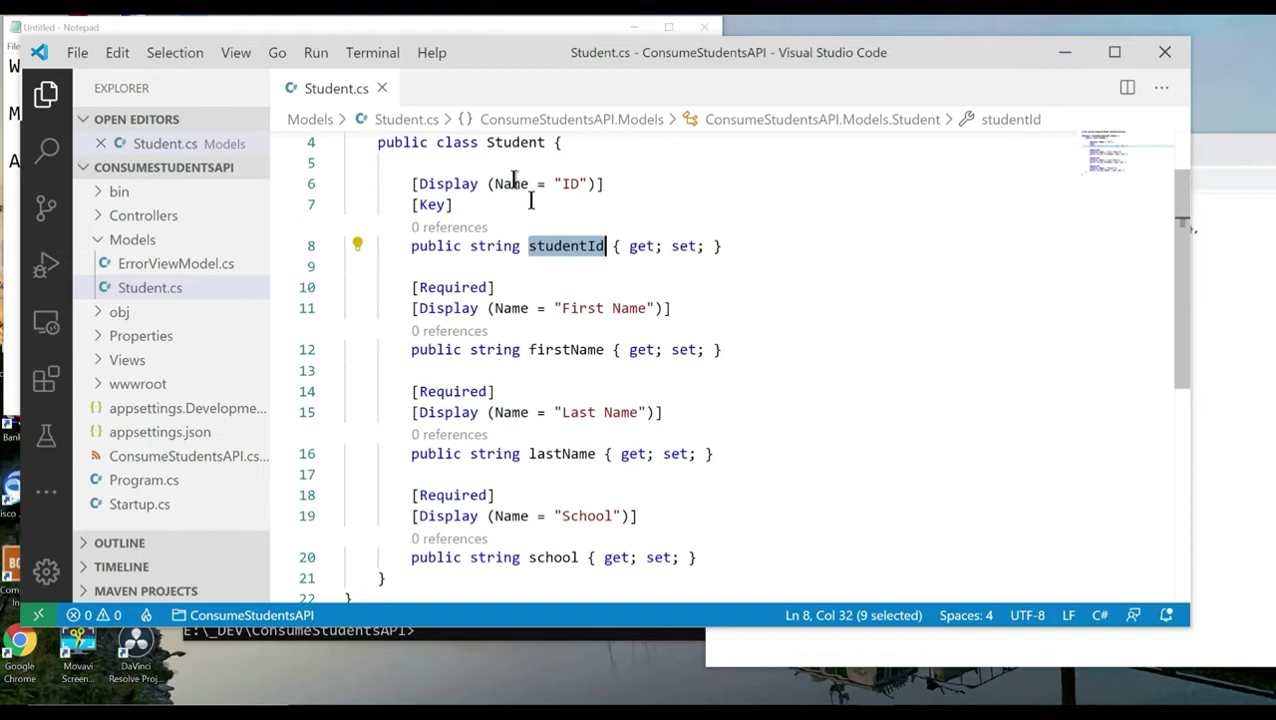 Untitled - Notepad
File
W
M
A
File Edit Selection View Go Run Terminal Help
Student.cs - ConsumeStudentsAPI - Visual Studio Code
EXPLORER
OPEN EDITORS
Student.cs Models
CONSUMESTUDENTSAPI
bin
Controllers
Models
ErrorViewModel.cs
Student.cs
obj
Properties
Views
wwwroot
appsettings.Developme...
appsettings.json
ConsumeStudentsAPI.cs...
Program.cs
Startup.cs
OUTLINE
TIMELINE
MAVEN PROJECTS
Student.cs
Models > Student.cs > {} ConsumeStudentsAPI.Models > ConsumeStudentsAPI.Models.Student > studentId
4 public class Student {
5
6 [Display (Name = "ID")]
7 [Key]
0 references
8 public string studentId { get; set; }
9
10 [Required]
11 [Display (Name = "First Name")]
0 references
12 public string firstName { get; set; }
13
14 [Required]
15 [Display (Name = "Last Name")]
0 references
16 public string lastName { get; set; }
17
18 [Required]
19 [Display (Name = "School")]
0 references
20 public string school { get; set; }
21 }
22 }
0 0 ConsumeStudentsAPI
Ln 8, Col 32 (9 selected) Spaces: 4 UTF-8 LF C#
E:\_DEV\ConsumeStudentsAPI>
Google Chrome
Movavi Screen...
DaVinci Resolve Proj...